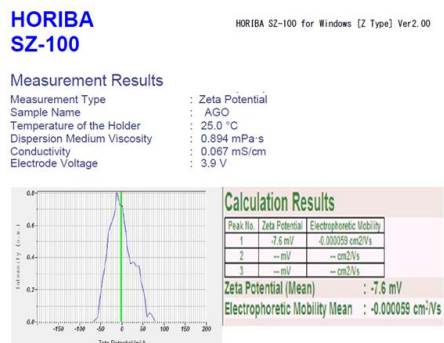 HORIBA
SZ-100
HORIBA SZ-100 for Windows [Z Type] Ver2.00
Measurement Results
Measurement Type : Zeta Potential
Sample Name : AGO
Temperature of the Holder : 25.0 °C
Dispersion Medium Viscosity : 0.894 mPa·s
Conductivity : 0.067 mS/cm
Electrode Voltage : 3.9 V
0.8
0.6
0.4
0.2
0.0
Intensity (a.u.)
-150 -100 -50 0 50 100 150 200
Zeta Potential (mV)
Calculation Results
Peak No. Zeta Potential Electrophoretic Mobility
1 -7.6 mV -0.000059 cm2/Vs
2 -- mV -- cm2/Vs
3 -- mV -- cm2/Vs
Zeta Potential (Mean) : -7.6 mV
Electrophoretic Mobility Mean : -0.000059 cm²/Vs